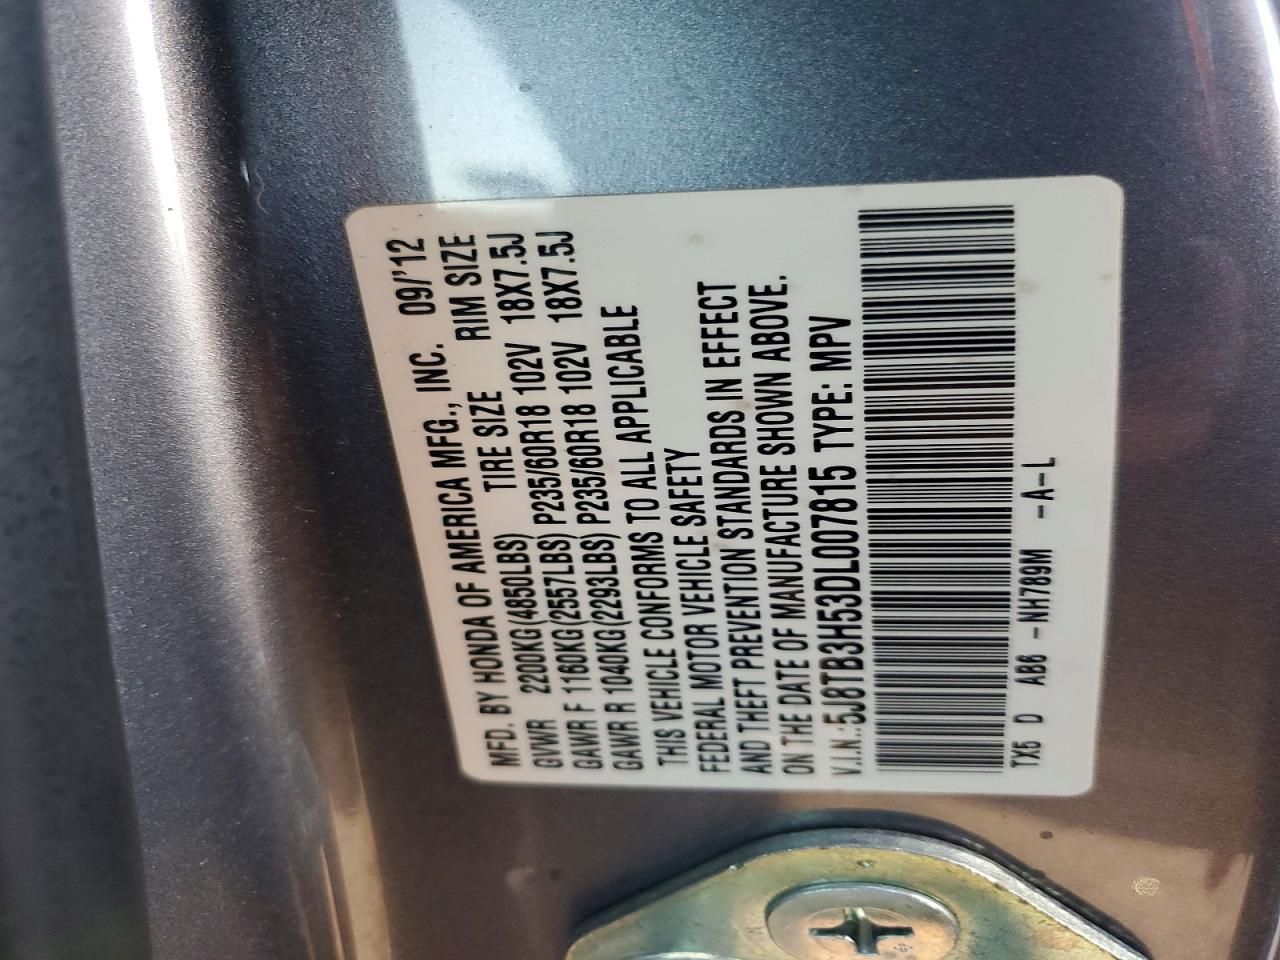 MFD. BY HONDA OF AMERICA MFG., INC. 09/'12
GVWR 2200KG(4850LBS) TIRE SIZE RIM SIZE
GAWR F 1160KG(2557LBS) P235/60R18 102V 18X7.5J
GAWR R 1040KG(2293LBS) P235/60R18 102V 18X7.5J
THIS VEHICLE CONFORMS TO ALL APPLICABLE
FEDERAL MOTOR VEHICLE SAFETY
AND THEFT PREVENTION STANDARDS IN EFFECT
ON THE DATE OF MANUFACTURE SHOWN ABOVE.
V.I.N.:5J8TB3H53DL007815 TYPE: MPV
TX6 D AB6 -NH789M -A-L